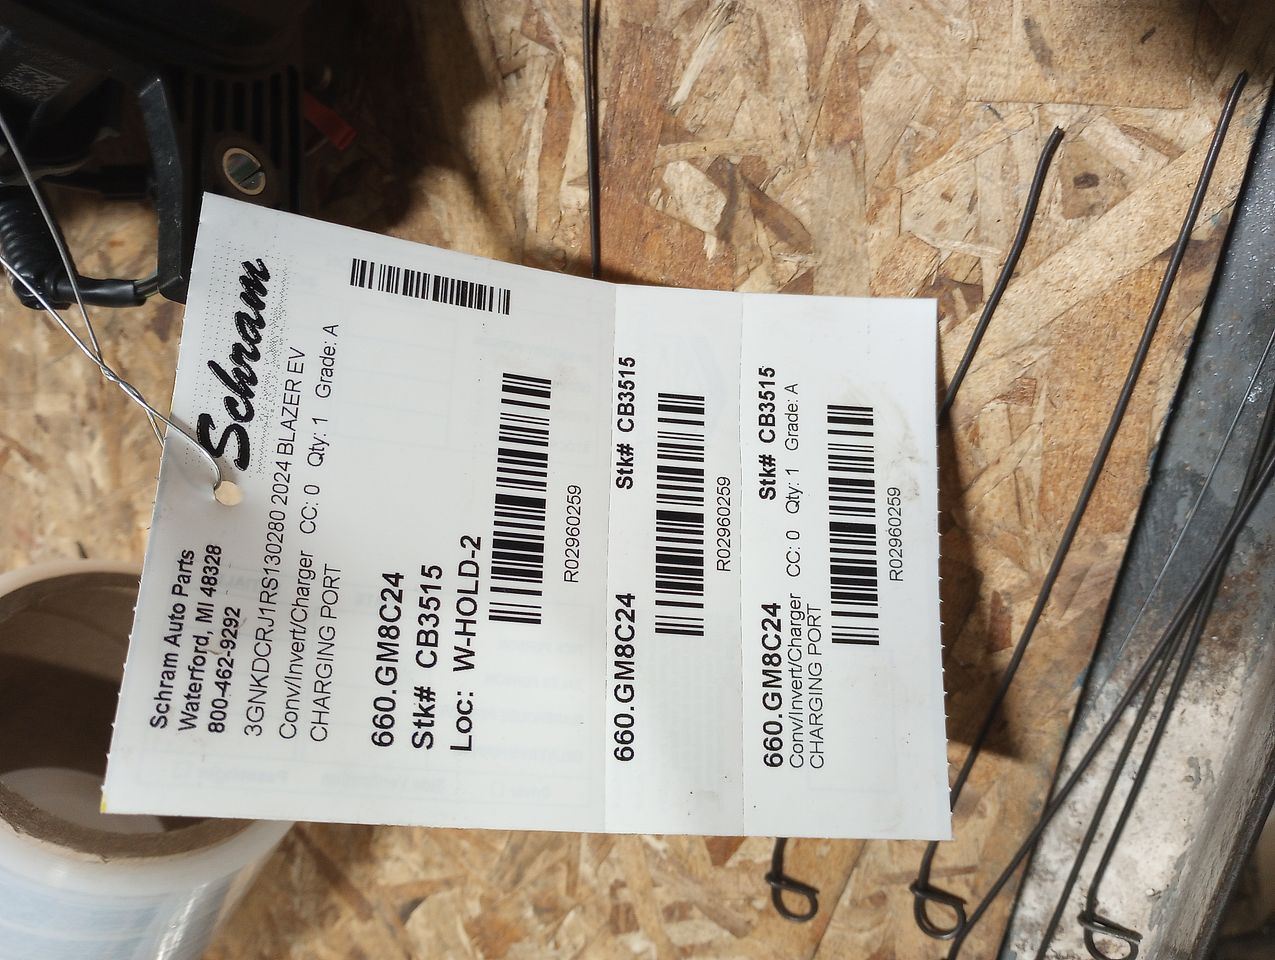 Schram
Schram Auto Parts
Waterford, MI 48328
800-462-9292
3GNKDCRJ1RS130280 2024 BLAZER EV
Conv/Invert/Charger CC: 0 Qty: 1 Grade: A
CHARGING PORT
660.GM8C24
Stk# CB3515
Loc: W-HOLD-2
R02960259
660.GM8C24 Stk# CB3515
R02960259
660.GM8C24 Stk# CB3515
Conv/Invert/Charger CC: 0 Qty: 1 Grade: A
CHARGING PORT
R02960259